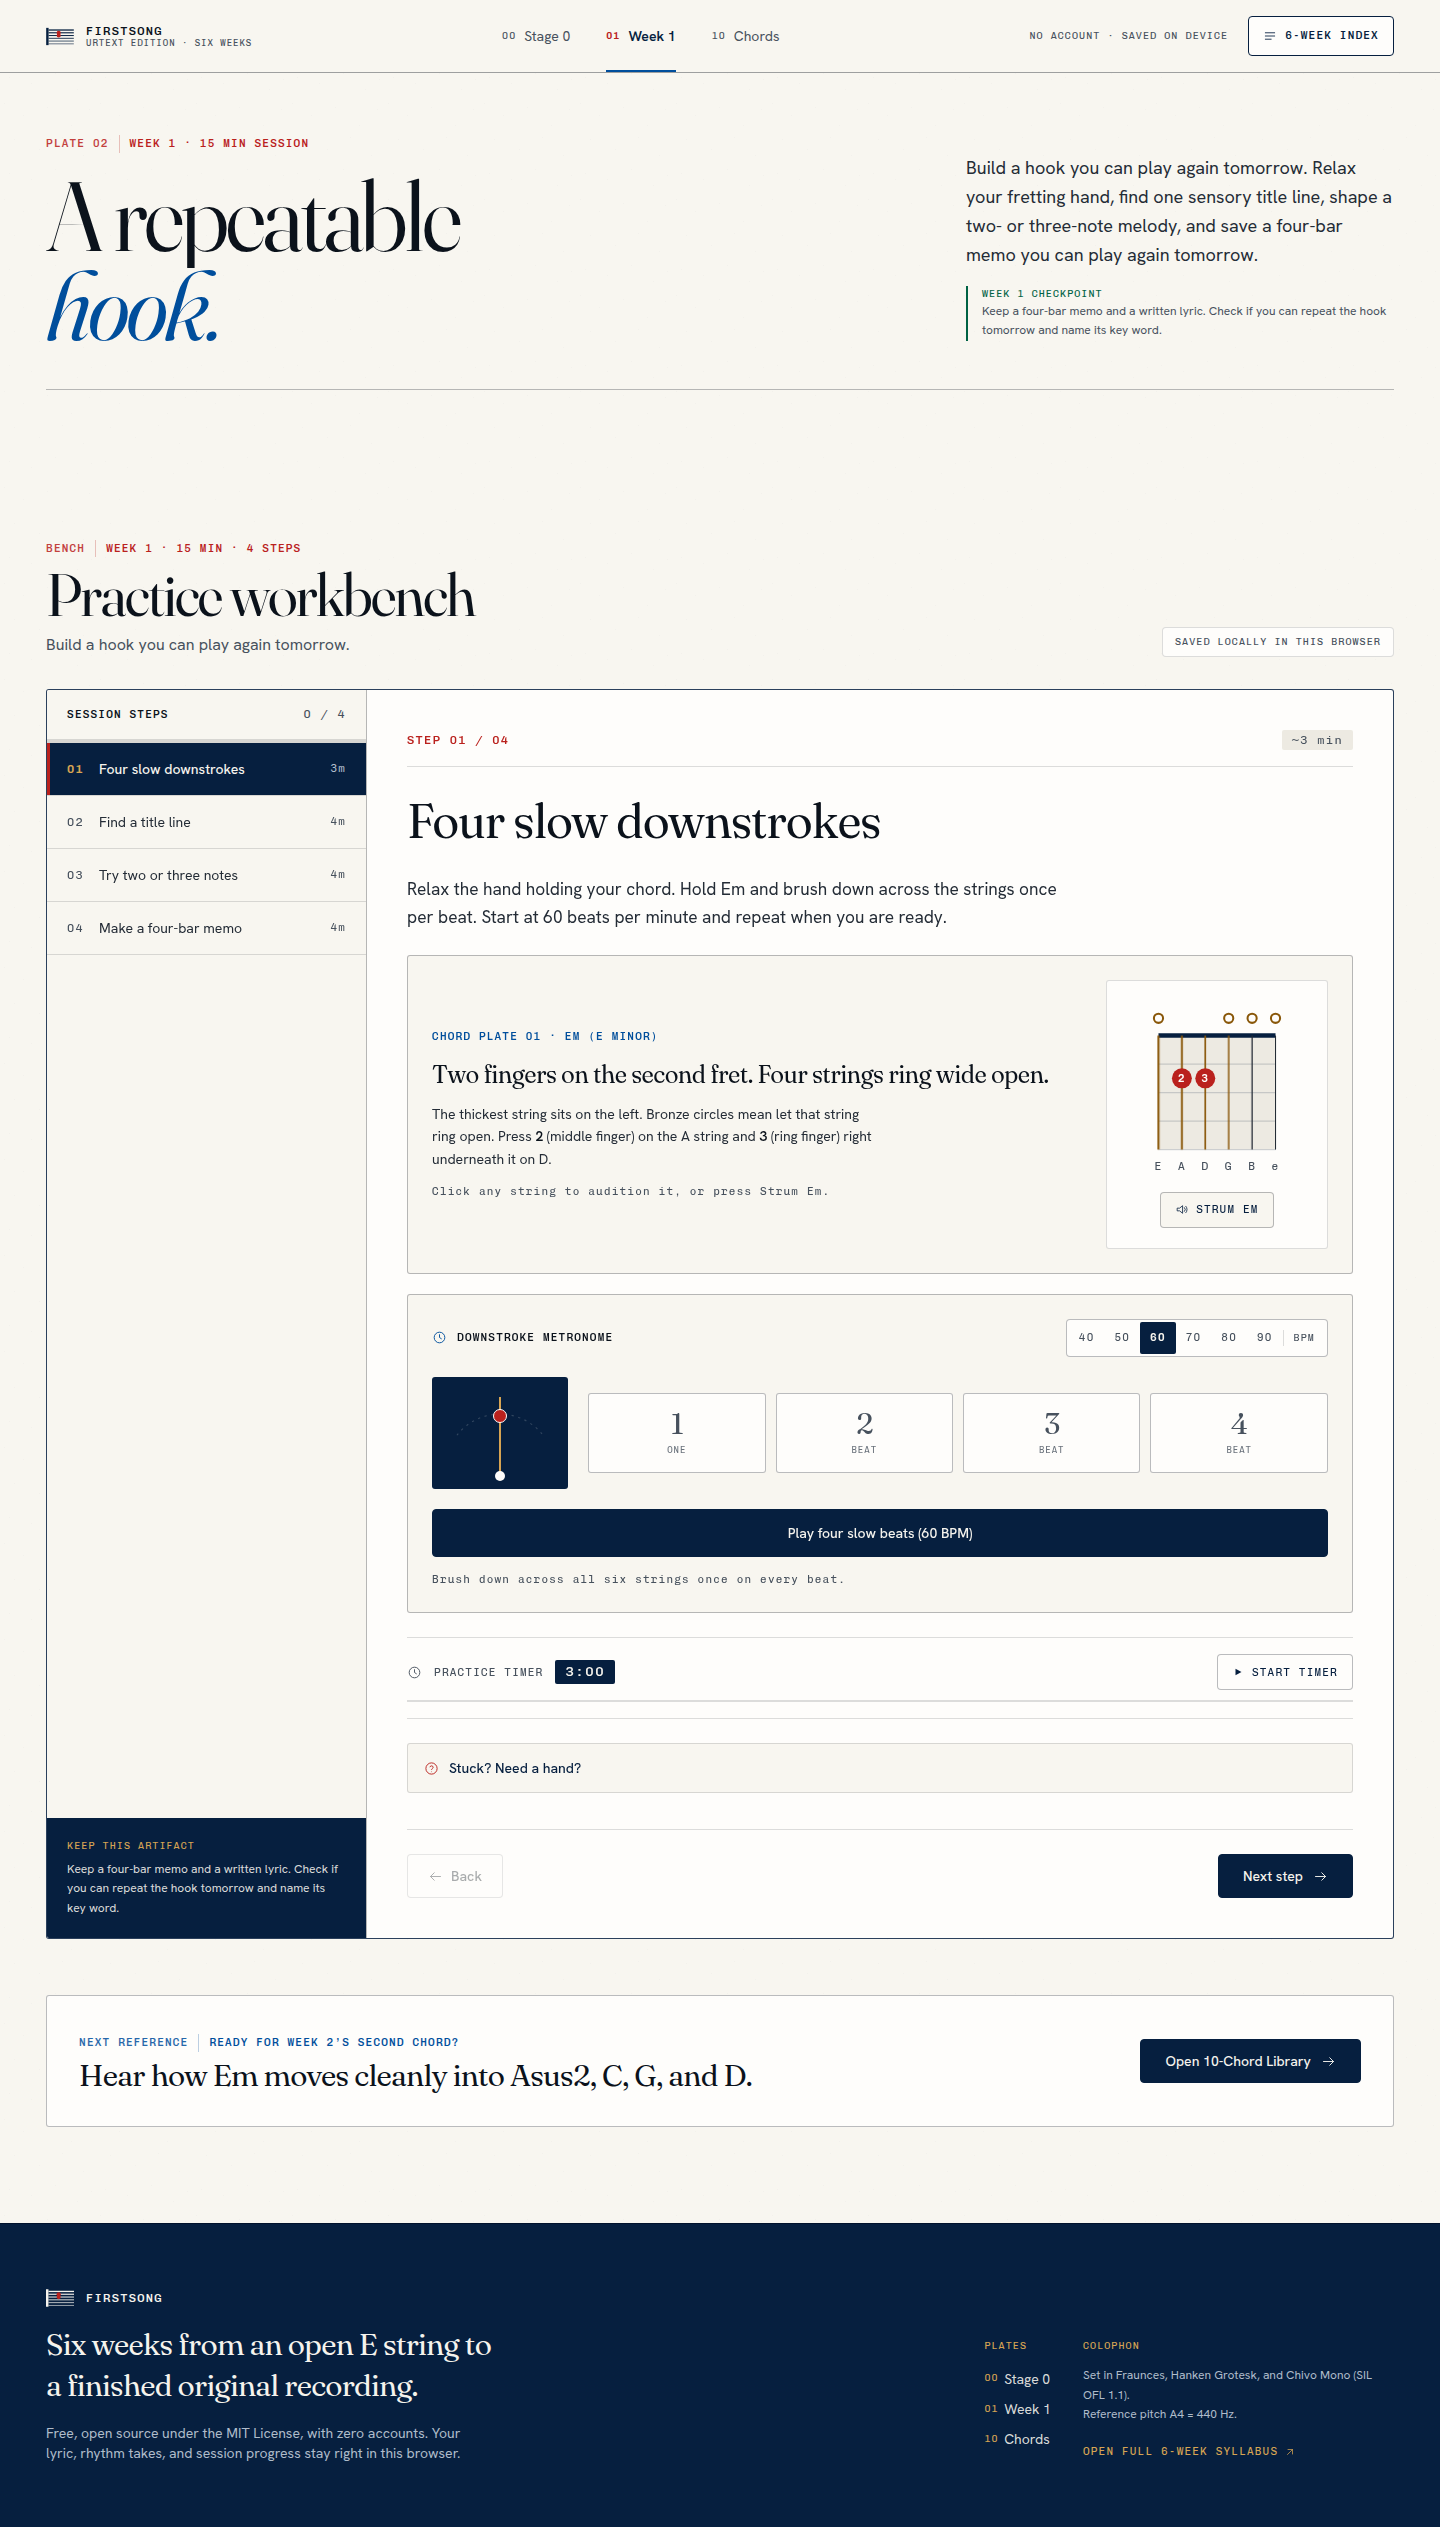 FIRSTSONG
URTEXT EDITION · SIX WEEKS
00 Stage 0
01 Week 1
10 Chords
NO ACCOUNT · SAVED ON DEVICE
6-WEEK INDEX
PLATE 02
WEEK 1 · 15 MIN SESSION
A repeatable
hook.
Build a hook you can play again tomorrow. Relax
your fretting hand, find one sensory title line, shape a
two- or three-note melody, and save a four-bar
memo you can play again tomorrow.
WEEK 1 CHECKPOINT
Keep a four-bar memo and a written lyric. Check if you can repeat the hook
tomorrow and name its key word.
BENCH
WEEK 1 · 15 MIN · 4 STEPS
Practice workbench
Build a hook you can play again tomorrow.
SAVED LOCALLY IN THIS BROWSER
SESSION STEPS 0 / 4
01 Four slow downstrokes 3m
02 Find a title line 4m
03 Try two or three notes 4m
04 Make a four-bar memo 4m
KEEP THIS ARTIFACT
Keep a four-bar memo and a written lyric. Check if
you can repeat the hook tomorrow and name its
key word.
STEP 01 / 04
~3 min
Four slow downstrokes
Relax the hand holding your chord. Hold Em and brush down across the strings once
per beat. Start at 60 beats per minute and repeat when you are ready.
CHORD PLATE 01 · EM (E MINOR)
Two fingers on the second fret. Four strings ring wide open.
The thickest string sits on the left. Bronze circles mean let that string
ring open. Press 2 (middle finger) on the A string and 3 (ring finger) right
underneath it on D.
Click any string to audition it, or press Strum Em.
2 3
E A D G B e
STRUM EM
DOWNSTROKE METRONOME
40 50 60 70 80 90 BPM
1 2 3 4
ONE BEAT BEAT BEAT
Play four slow beats (60 BPM)
Brush down across all six strings once on every beat.
PRACTICE TIMER 3:00
START TIMER
Stuck? Need a hand?
Back
Next step
NEXT REFERENCE
READY FOR WEEK 2'S SECOND CHORD?
Hear how Em moves cleanly into Asus2, C, G, and D.
Open 10-Chord Library
FIRSTSONG
Six weeks from an open E string to
a finished original recording.
Free, open source under the MIT License, with zero accounts. Your
lyric, rhythm takes, and session progress stay right in this browser.
PLATES
00 Stage 0
01 Week 1
10 Chords
COLOPHON
Set in Fraunces, Hanken Grotesk, and Chivo Mono (SIL
OFL 1.1).
Reference pitch A4 = 440 Hz.
OPEN FULL 6-WEEK SYLLABUS